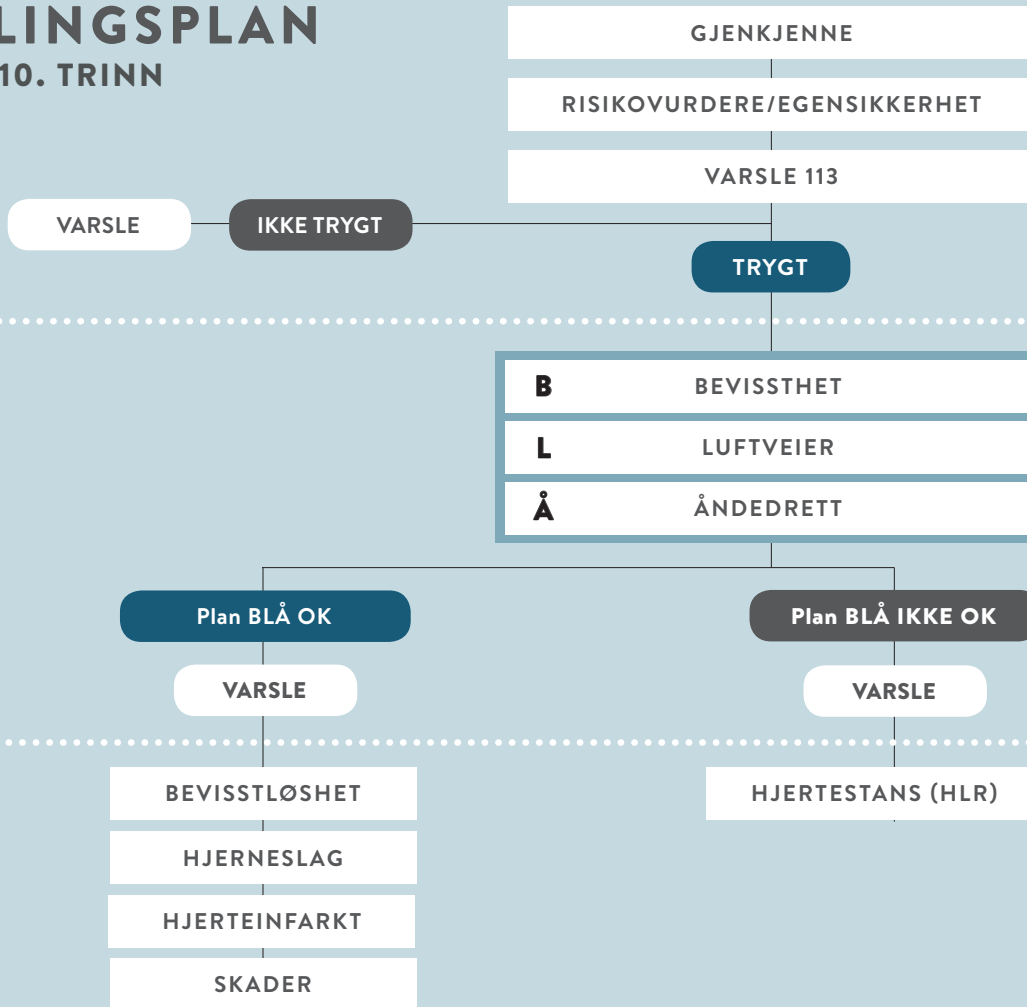 LINGSPLAN
10. TRINN
GJENKJENNE
RISIKOVURDERE/EGENSIKKERHET
VARSLE 113
VARSLE
IKKE TRYGT
TRYGT
B
BEVISSTHET
L
LUFTVEIER
Å
ÅNDEDRETT
Plan BLÅ OK
Plan BLÅ IKKE OK
VARSLE
VARSLE
BEVISSTLØSHET
HJERTESTANS (HLR)
HJERNESLAG
HJERTEINFARKT
SKADER